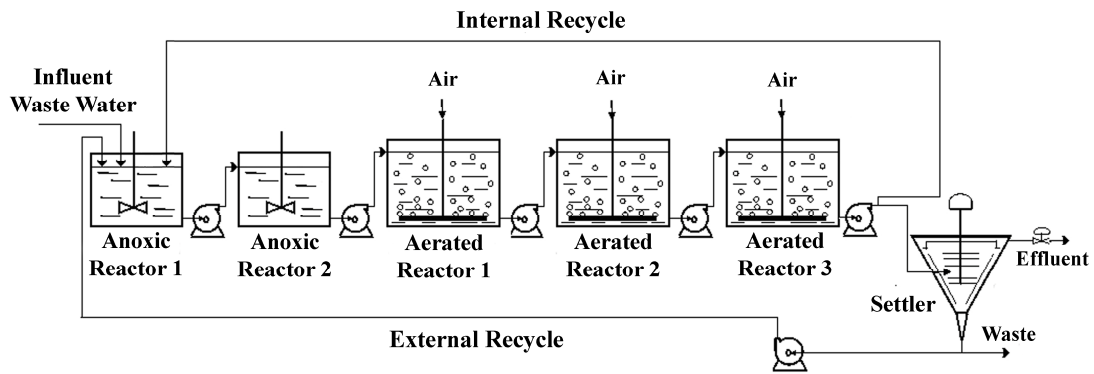 Internal Recycle
Influent
Waste Water
Air
Air
Air
Anoxic
Reactor 1
Anoxic
Reactor 2
Aerated
Reactor 1
Aerated
Reactor 2
Aerated
Reactor 3
Effluent
Settler
Waste
External Recycle